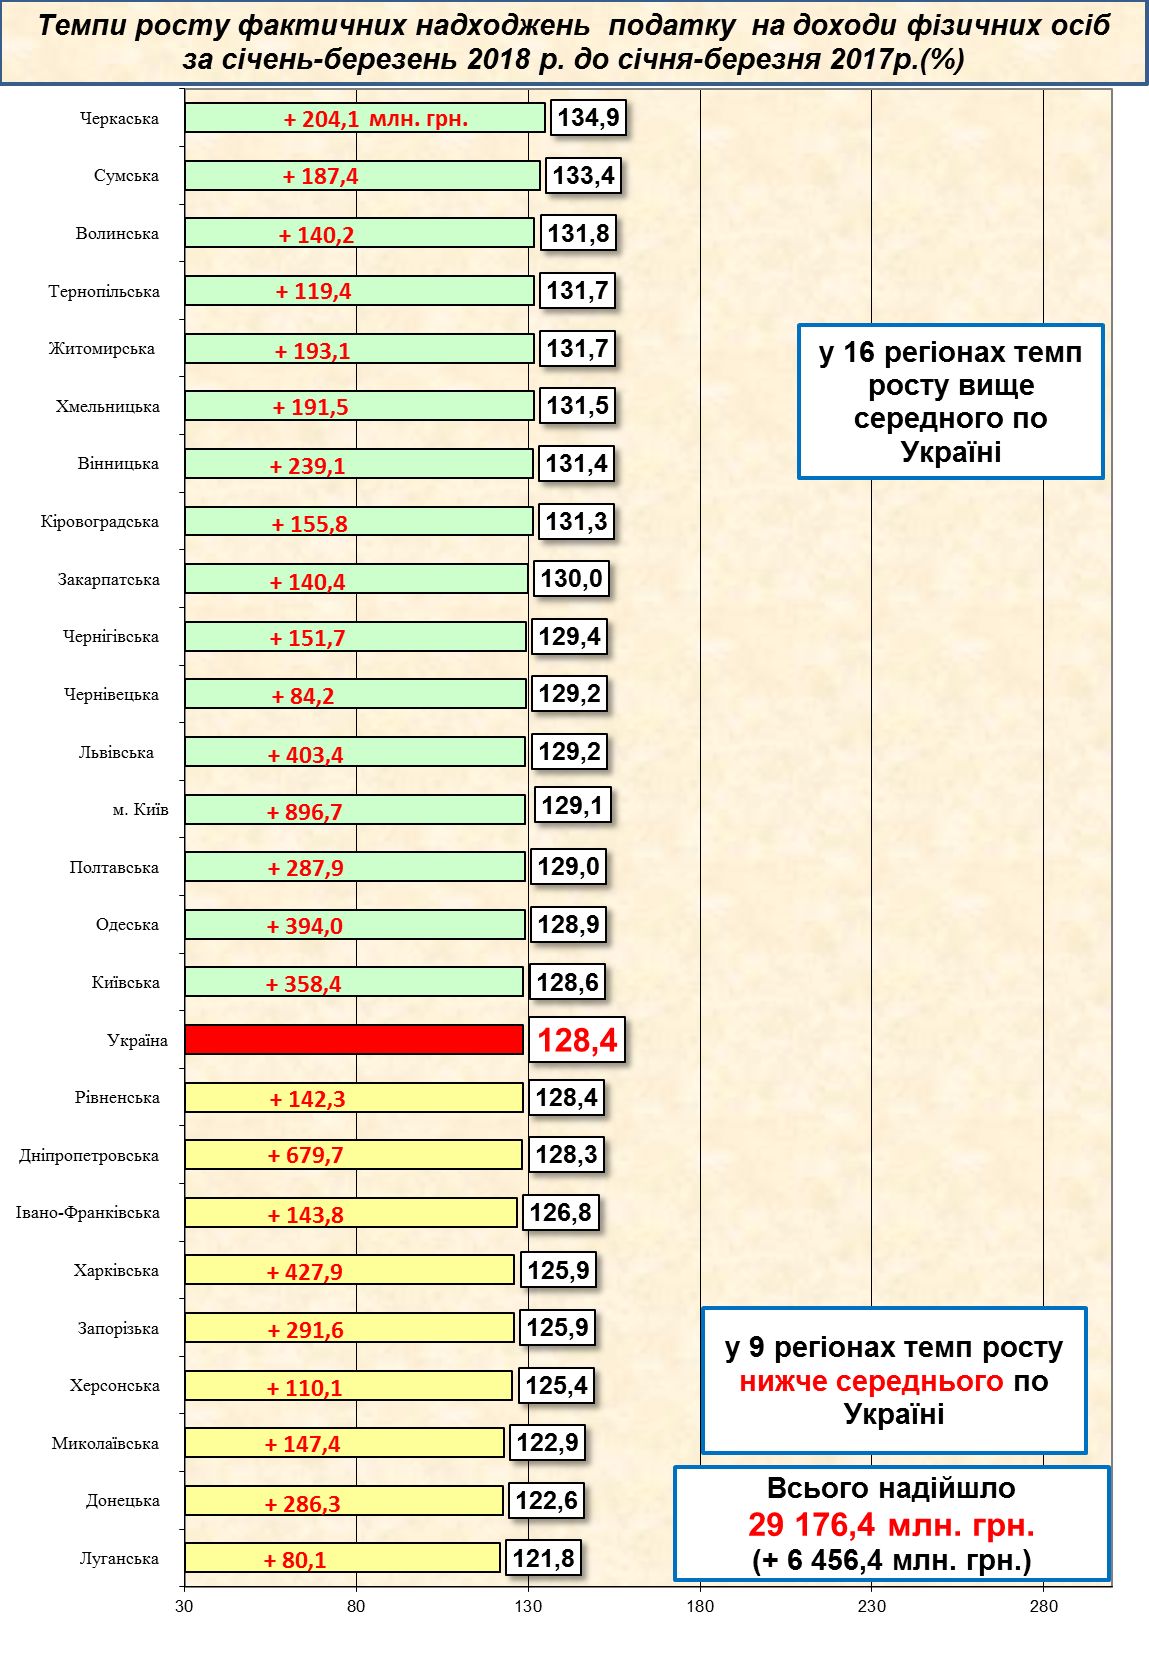 Темпи росту фактичних надходжень податку на доходи фізичних осіб
за січень-березень 2018 р. до січня-березня 2017р.(%)
Черкаська + 204,1 млн. грн. 134,9
Сумська + 187,4 133,4
Волинська + 140,2 131,8
Тернопільська + 119,4 131,7
Житомирська + 193,1 131,7
Хмельницька + 191,5 131,5
Вінницька + 239,1 131,4
Кіровоградська + 155,8 131,3
Закарпатська + 140,4 130,0
Чернігівська + 151,7 129,4
Чернівецька + 84,2 129,2
Львівська + 403,4 129,2
м. Київ + 896,7 129,1
Полтавська + 287,9 129,0
Одеська + 394,0 128,9
Київська + 358,4 128,6
Україна 128,4
Рівненська + 142,3 128,4
Дніпропетровська + 679,7 128,3
Івано-Франківська + 143,8 126,8
Харківська + 427,9 125,9
Запорізька + 291,6 125,9
Херсонська + 110,1 125,4
Миколаївська + 147,4 122,9
Донецька + 286,3 122,6
Луганська + 80,1 121,8
30 80 130 180 230 280
у 16 регіонах темп
росту вище
середного по
Україні
у 9 регіонах темп росту
нижче середнього по
Україні
Всього надійшло
29 176,4 млн. грн.
(+ 6 456,4 млн. грн.)